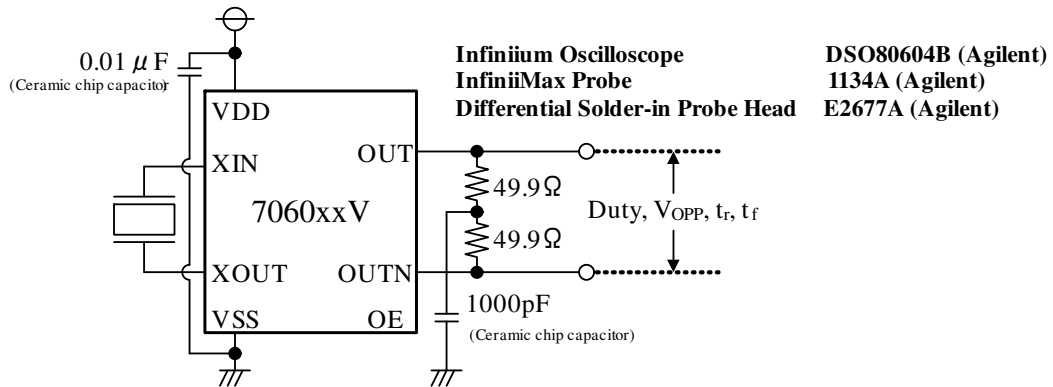 0.01 μF
(Ceramic chip capacitor)
Infiniium Oscilloscope DSO80604B (Agilent)
InfiniiMax Probe 1134A (Agilent)
Differential Solder-in Probe Head E2677A (Agilent)
VDD
XIN
OUT
7060xxV
49.9Ω
Duty, VOPP, tr, tf
49.9Ω
XOUT
OUTN
VSS
OE
1000pF
(Ceramic chip capacitor)